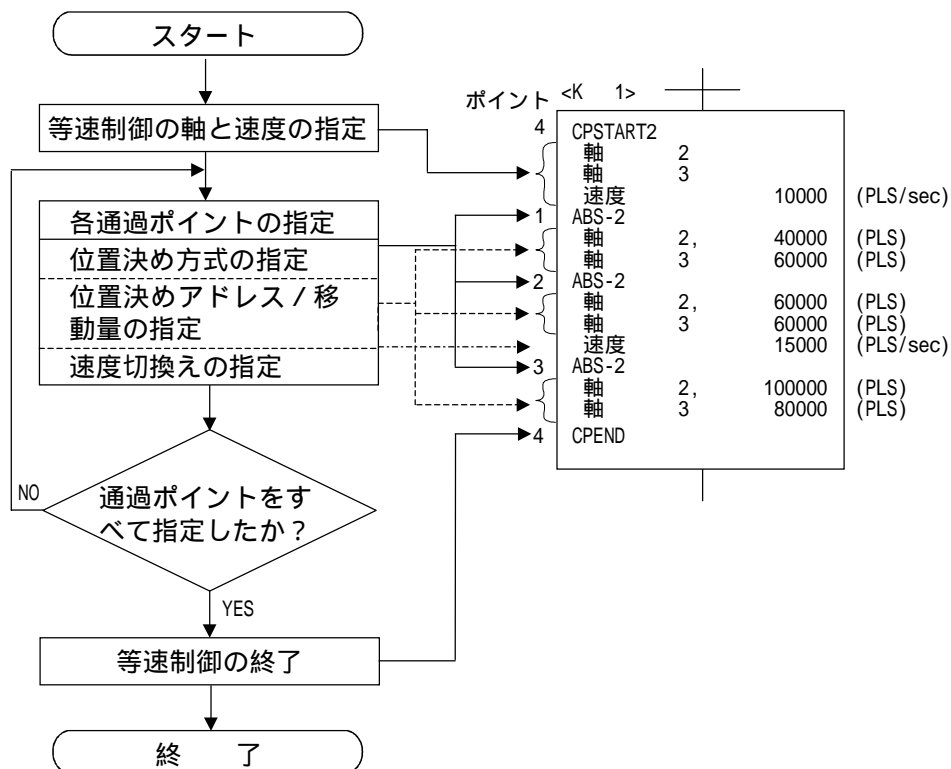 スタート
等速制御の軸と速度の指定
各通過ポイントの指定
位置決め方式の指定
位置決めアドレス / 移
動量の指定
速度切換えの指定
NO
通過ポイントをす
べて指定したか？
YES
等速制御の終了
終 了
ポイント <K 1>
4 CPSTART2
軸 2
軸 3
速度 10000 (PLS/sec)
1 ABS-2
軸 2, 40000 (PLS)
軸 3 60000 (PLS)
2 ABS-2
軸 2, 60000 (PLS)
軸 3 60000 (PLS)
速度 15000 (PLS/sec)
3 ABS-2
軸 2, 100000 (PLS)
軸 3 80000 (PLS)
4 CPEND